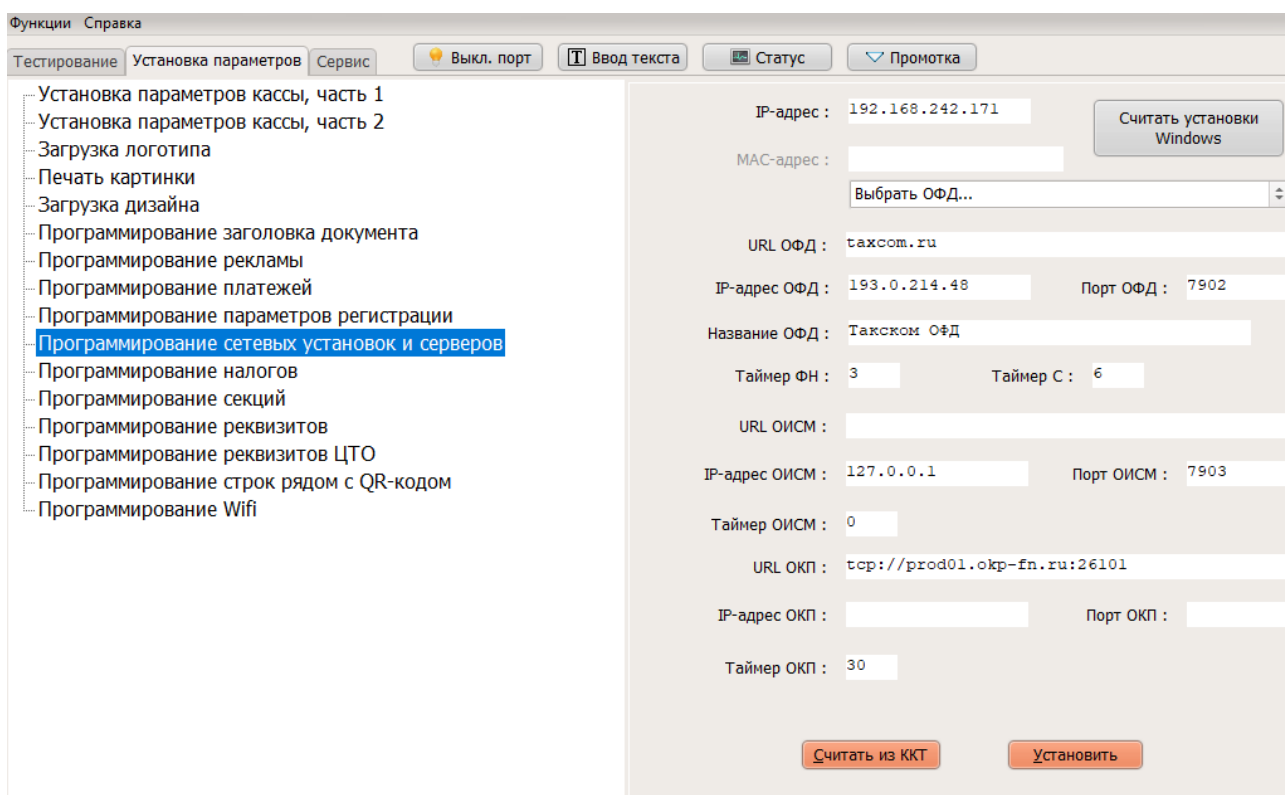 Функции Справка
Тестирование Установка параметров Сервис Выкл. порт Ввод текста Статус Промотка
Установка параметров кассы, часть 1
Установка параметров кассы, часть 2
Загрузка логотипа
Печать картинки
Загрузка дизайна
Программирование заголовка документа
Программирование рекламы
Программирование платежей
Программирование параметров регистрации
Программирование сетевых установок и серверов
Программирование налогов
Программирование секций
Программирование реквизитов
Программирование реквизитов ЦТО
Программирование строк рядом с QR-кодом
Программирование Wifi
IP-адрес : 192.168.242.171
Считать установки
Windows
MAC-адрес :
Выбрать ОФД...
URL ОФД : taxcom.ru
IP-адрес ОФД : 193.0.214.48 Порт ОФД : 7902
Название ОФД : Такском ОФД
Таймер ФН : 3 Таймер С : 6
URL ОИСМ :
IP-адрес ОИСМ : 127.0.0.1 Порт ОИСМ : 7903
Таймер ОИСМ : 0
URL ОКП : tcp://prod01.okp-fn.ru:26101
IP-адрес ОКП : Порт ОКП :
Таймер ОКП : 30
Считать из ККТ Установить